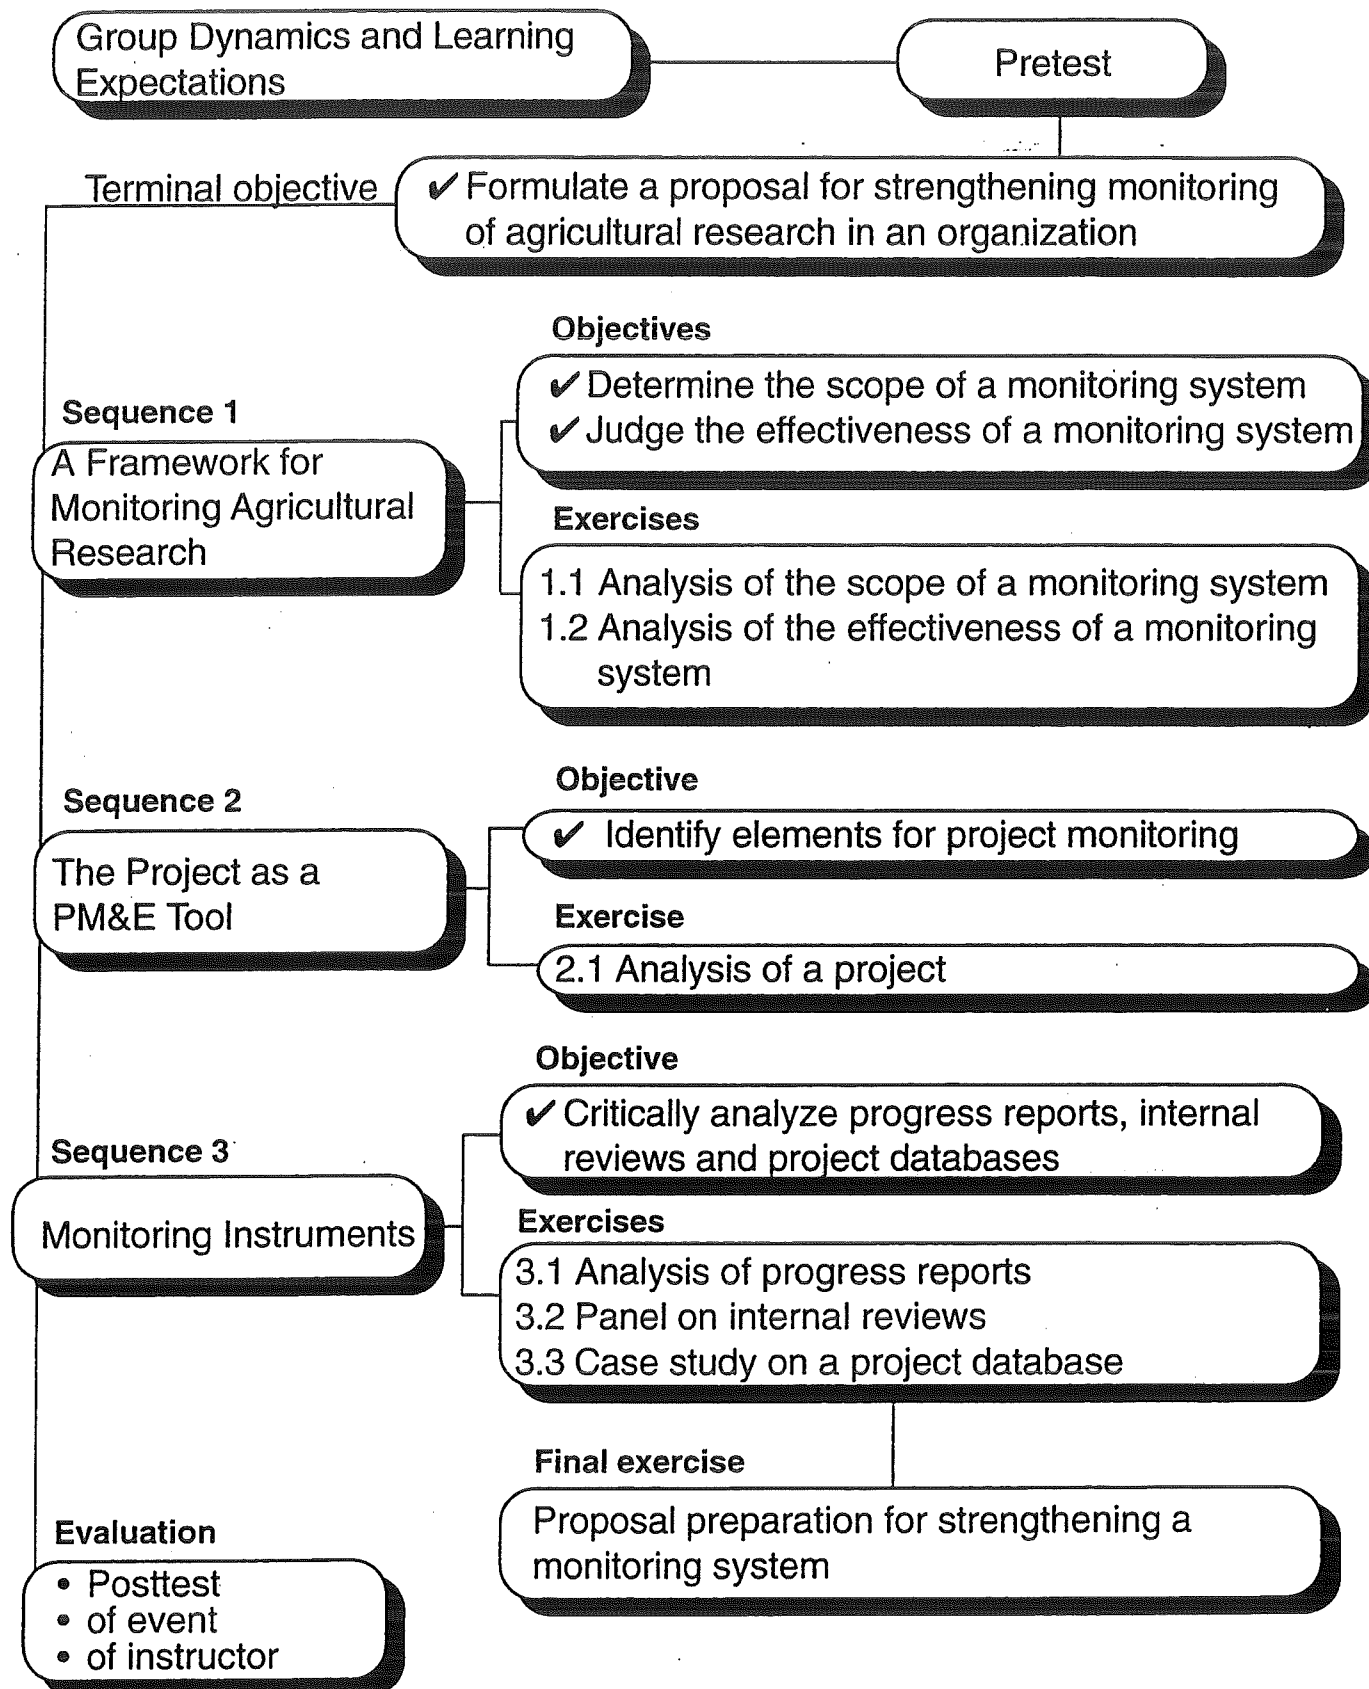 Group Dynamics and Learning
Expectations
Pretest
Terminal objective
✔ Formulate a proposal for strengthening monitoring
of agricultural research in an organization
Objectives
✔ Determine the scope of a monitoring system
✔ Judge the effectiveness of a monitoring system
Sequence 1
A Framework for
Monitoring Agricultural
Research
Exercises
1.1 Analysis of the scope of a monitoring system
1.2 Analysis of the effectiveness of a monitoring
system
Objective
✔ Identify elements for project monitoring
Sequence 2
The Project as a
PM&E Tool
Exercise
2.1 Analysis of a project
Objective
✔ Critically analyze progress reports, internal
reviews and project databases
Sequence 3
Monitoring Instruments
Exercises
3.1 Analysis of progress reports
3.2 Panel on internal reviews
3.3 Case study on a project database
Final exercise
Proposal preparation for strengthening a
monitoring system
Evaluation
• Posttest
• of event
• of instructor